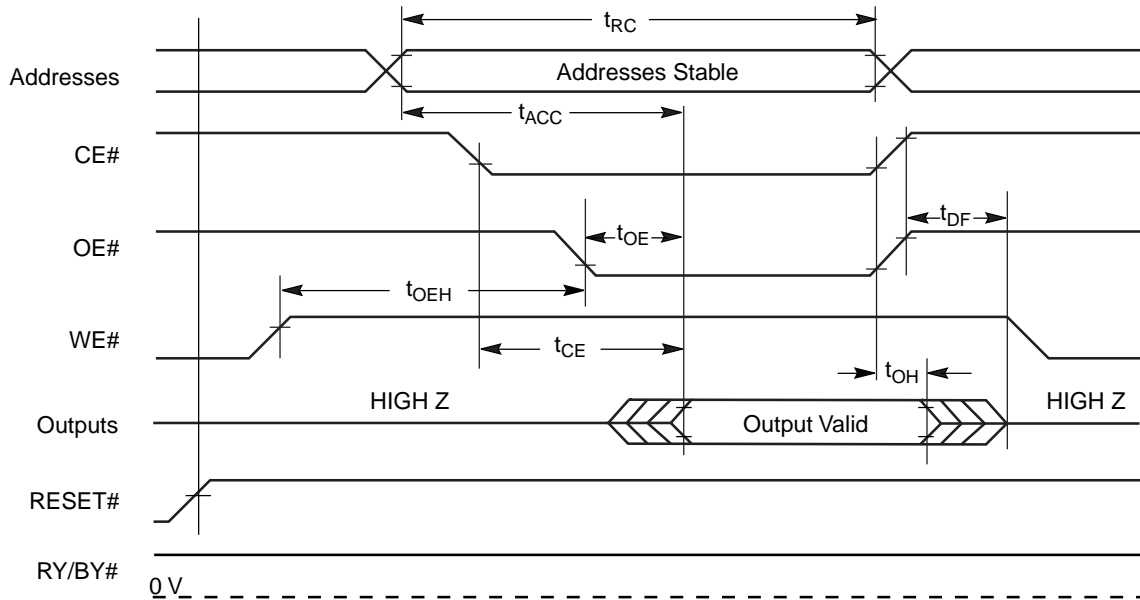 tRC
Addresses
Addresses Stable
tACC
CE#
tDF
OE#
tOE
tOEH
WE#
tCE
tOH
HIGH Z
HIGH Z
Outputs
Output Valid
RESET#
RY/BY#
0 V